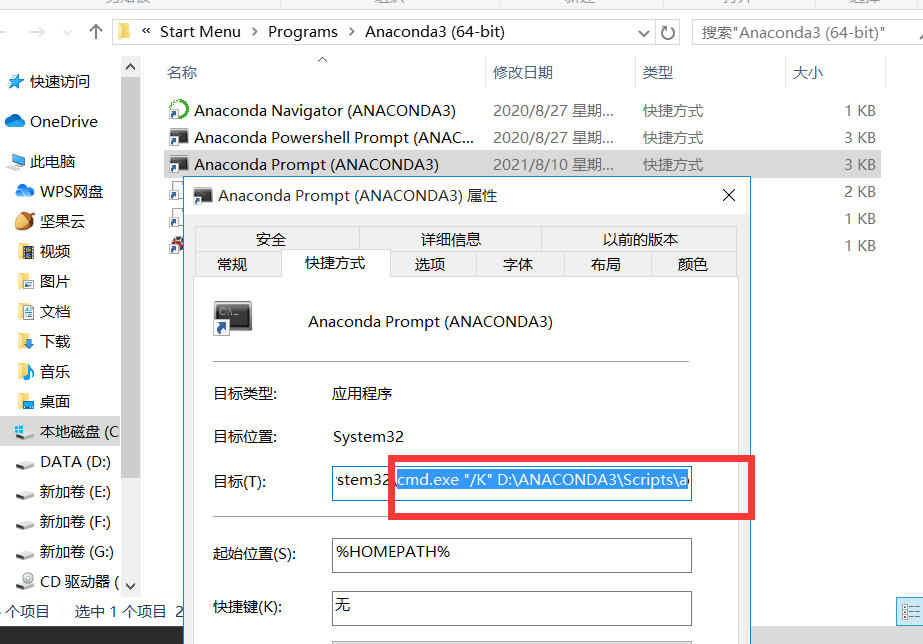 « Start Menu > Programs > Anaconda3 (64-bit)
搜索"Anaconda3 (64-bit)"
名称 修改日期 类型 大小
快速访问
OneDrive
此电脑
WPS网盘
坚果云
视频
图片
文档
下载
音乐
桌面
本地磁盘 (C
DATA (D:)
新加卷 (E:)
新加卷 (F:)
新加卷 (G:)
CD 驱动器 (
Anaconda Navigator (ANACONDA3) 2020/8/27 星期... 快捷方式 1 KB
Anaconda Powershell Prompt (ANAC... 2020/8/27 星期... 快捷方式 3 KB
Anaconda Prompt (ANACONDA3) 2021/8/10 星期... 快捷方式 3 KB
2 KB
1 KB
1 KB
Anaconda Prompt (ANACONDA3) 属性
安全 详细信息 以前的版本
常规 快捷方式 选项 字体 布局 颜色
Anaconda Prompt (ANACONDA3)
目标类型: 应用程序
目标位置: System32
目标(T): stem32\cmd.exe "/K" D:\ANACONDA3\Scripts\a
起始位置(S): %HOMEPATH%
快捷键(K): 无
个项目 选中 1 个项目 2